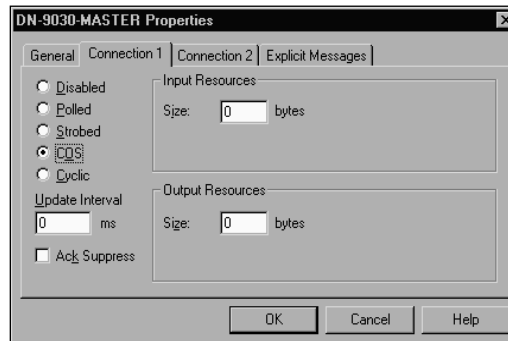 DN-9030-MASTER Properties
General Connection 1 Connection 2 Explicit Messages
Disabled
Polled
Strobed
COS
Cyclic
Update Interval
0 ms
Ack Suppress
Input Resources
Size: 0 bytes
Output Resources
Size: 0 bytes
OK Cancel Help